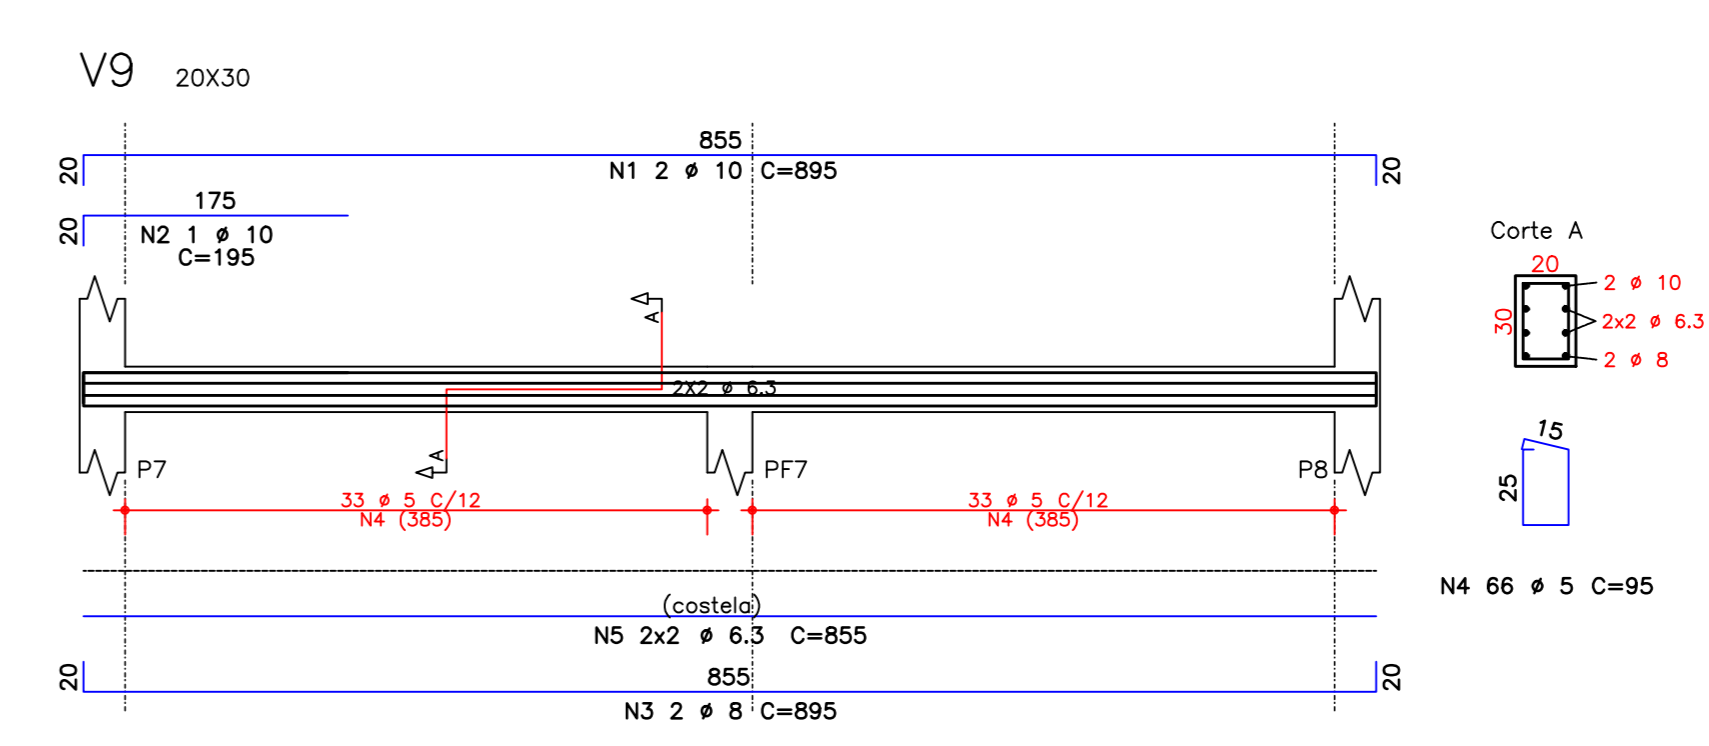 V9 20X30
855
20
N1 2 ø 10 C=895
20
175
20
N2 1 ø 10
C=195
A
2X2 ø 6.3
A
P7
PF7
P8
33 ø 5 C/12
N4 (385)
33 ø 5 C/12
N4 (385)
(costela)
N5 2x2 ø 6.3 C=855
20
855
20
N3 2 ø 8 C=895
Corte A
20
30
2 ø 10
2x2 ø 6.3
2 ø 8
15
25
N4 66 ø 5 C=95